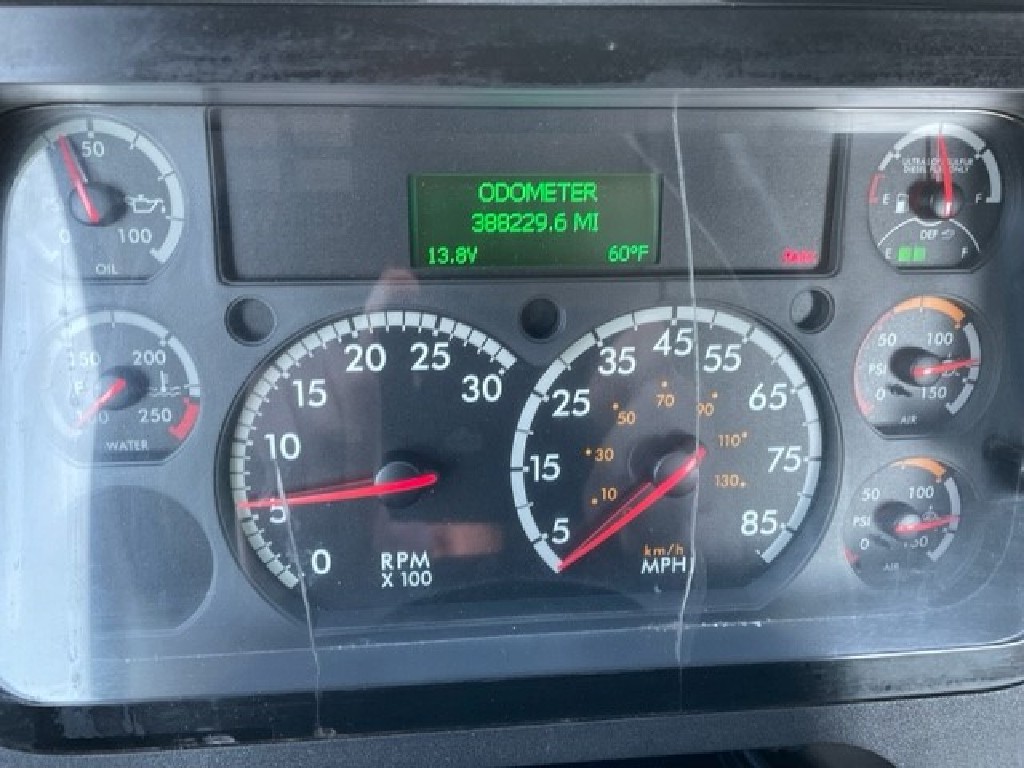 50
0
100
OIL
150
200
F
100
250
WATER
ODOMETER
388229.6 MI
13.8V
60°F
0
5
10
15
20
25
30
RPM
X 100
5
15
25
35
45
55
65
75
85
10
30
50
70
90
110
130
km/h
MPH
ULTRA LOW SULFUR
DIESEL FUEL ONLY
E
F
DEF
E
F
50
100
PSI
0
150
AIR
50
100
PSI
0
150
AIR